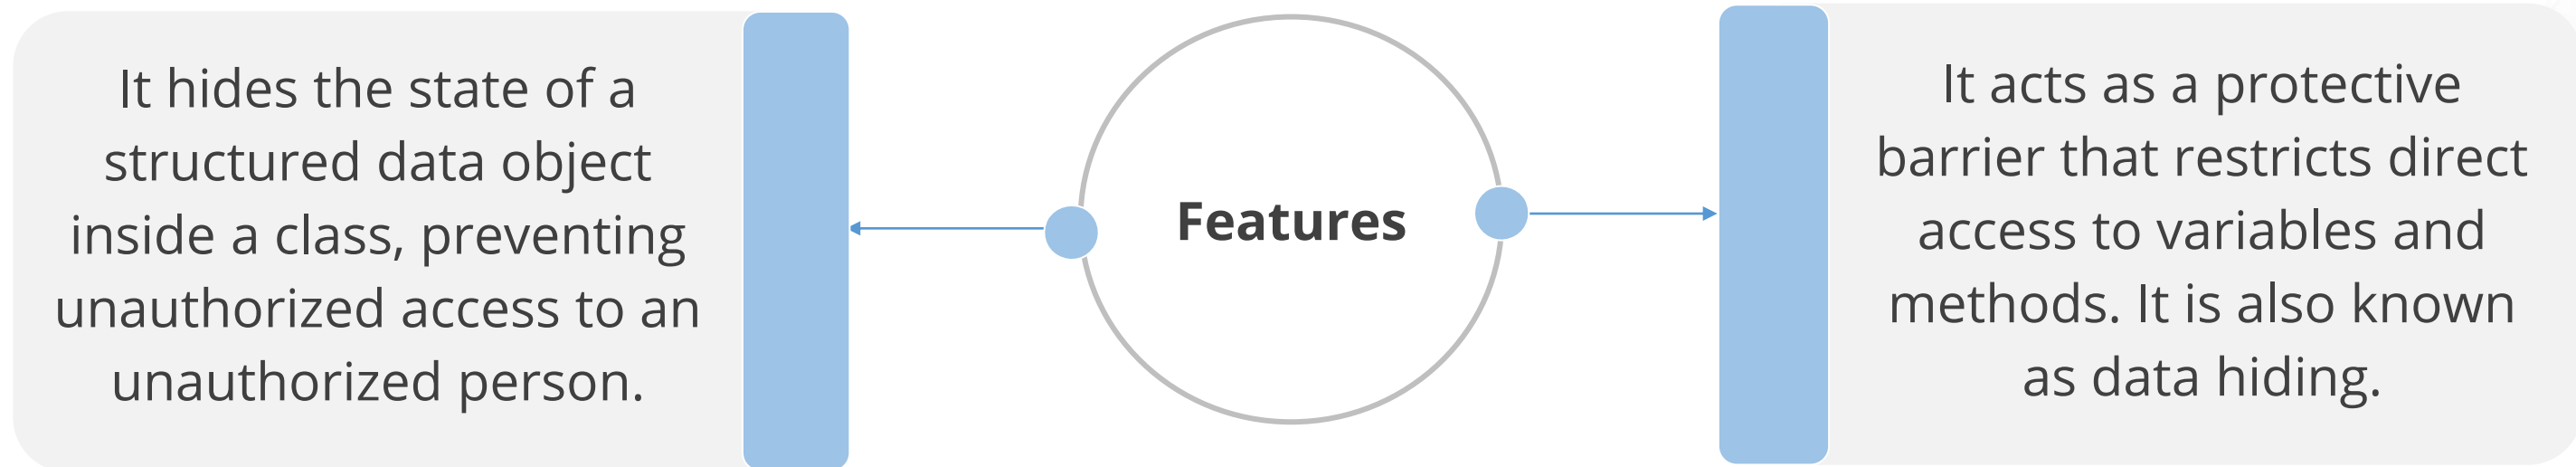 It hides the state of a
structured data object
inside a class, preventing
unauthorized access to an
unauthorized person.
Features
It acts as a protective
barrier that restricts direct
access to variables and
methods. It is also known
as data hiding.